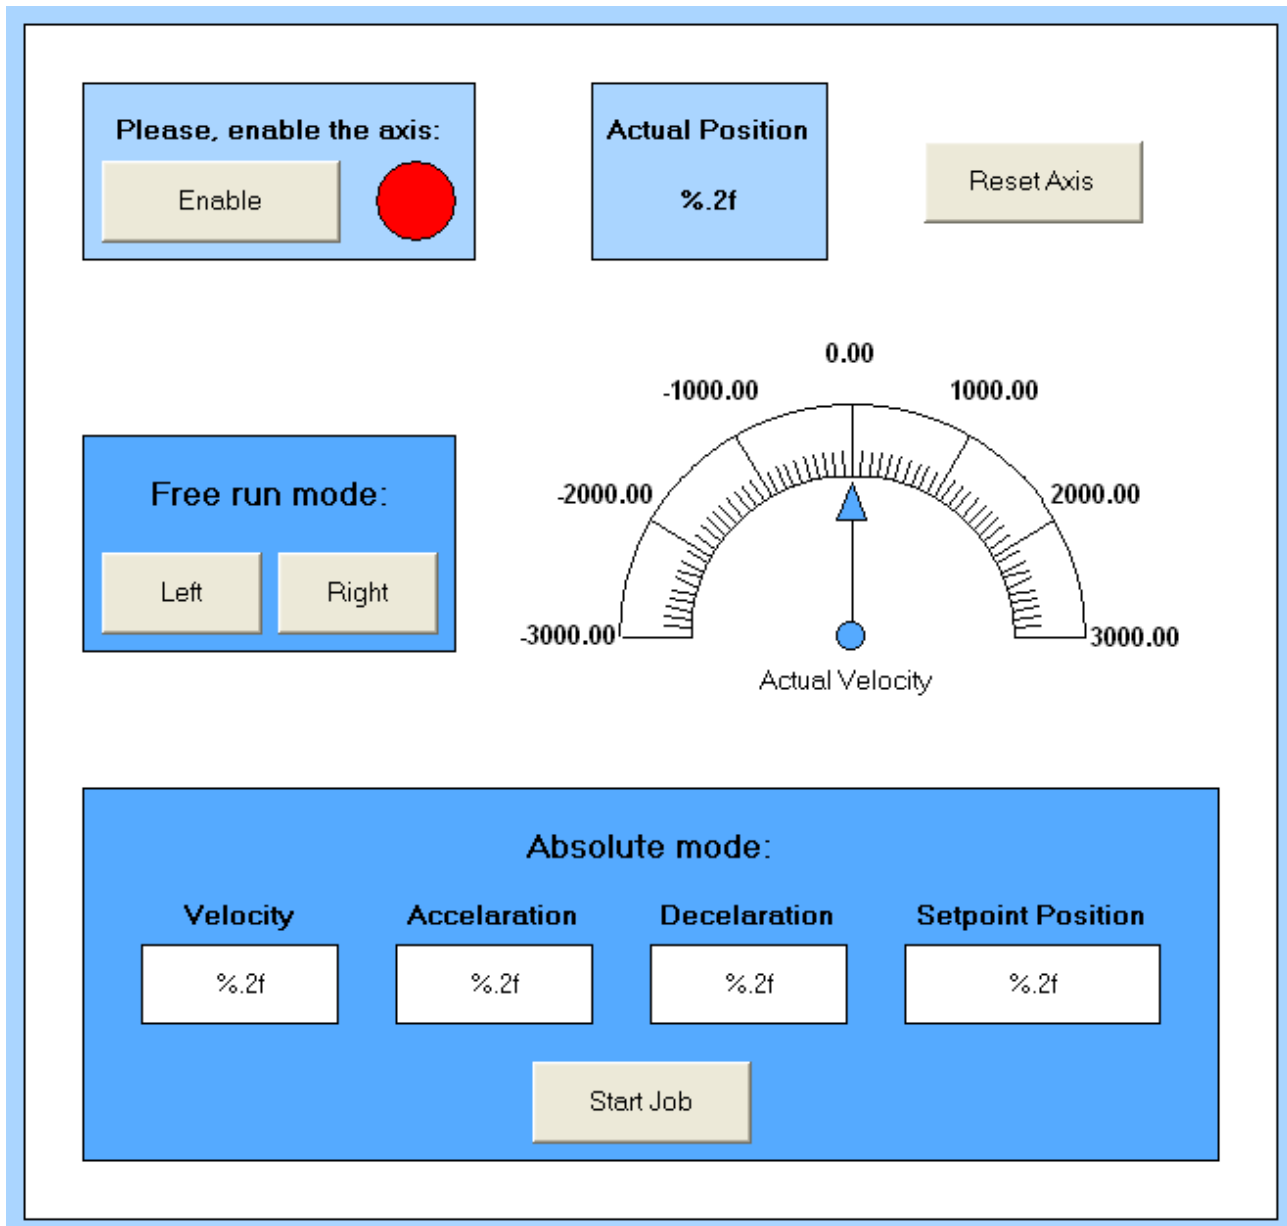 Please, enable the axis:
Enable
Actual Position
%.2f
Reset Axis
0.00
-1000.00
1000.00
-2000.00
2000.00
-3000.00
3000.00
Actual Velocity
Free run mode:
Left
Right
Absolute mode:
Velocity
Accelaration
Decelaration
Setpoint Position
%.2f
%.2f
%.2f
%.2f
Start Job